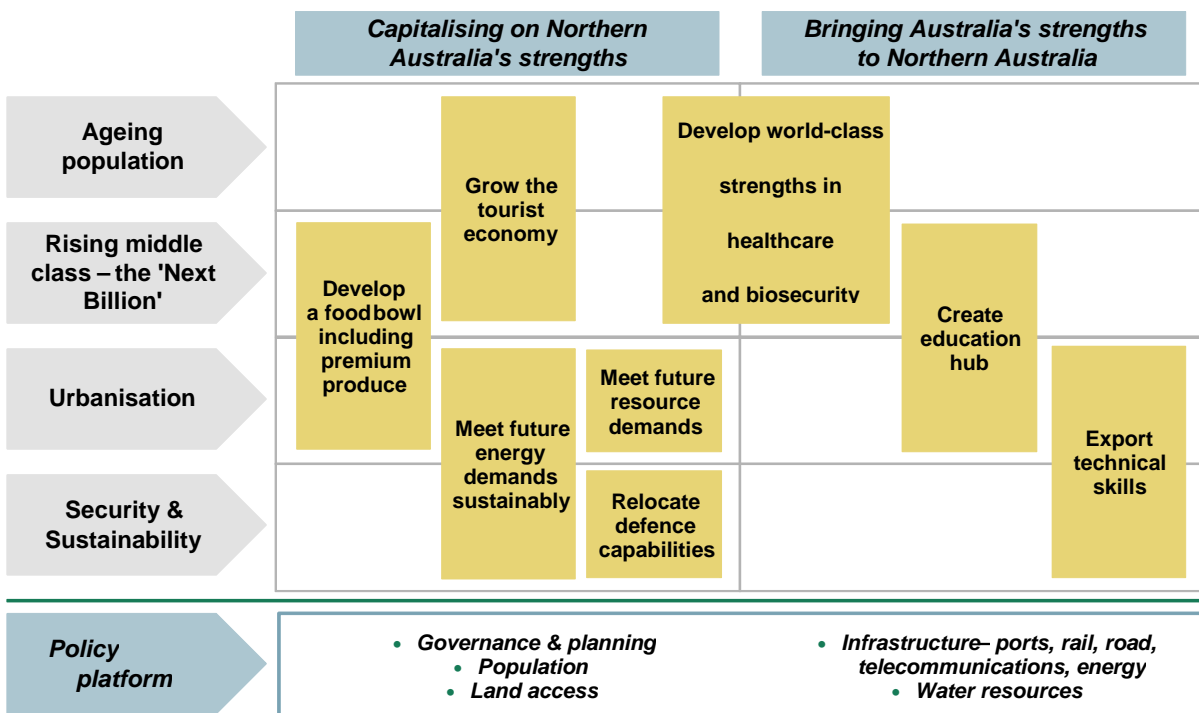 Capitalising on Northern
Australia's strengths
Bringing Australia's strengths
to Northern Australia
Ageing
population
Grow the
tourist
economy
Develop world-class
strengths in
healthcare
and biosecurity
Rising middle
class – the 'Next
Billion'
Develop
a foodbowl
including
premium
produce
Create
education
hub
Urbanisation
Meet future
energy
demands
sustainably
Meet future
resource
demands
Export
technical
skills
Security &
Sustainability
Relocate
defence
capabilities
Policy
platform
• Governance & planning
• Population
• Land access
• Infrastructure– ports, rail, road,
telecommunications, energy
• Water resources